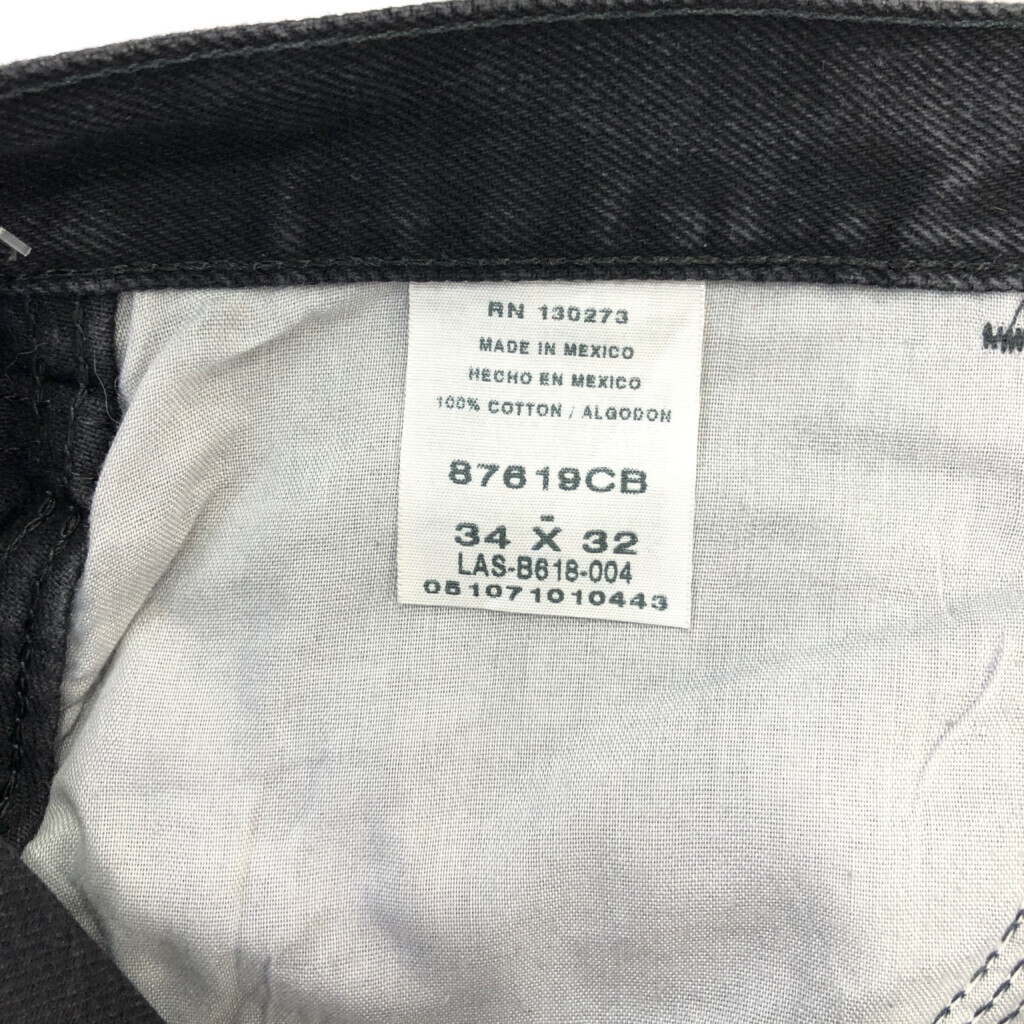 RN 130273
MADE IN MEXICO
HECHO EN MEXICO
100% COTTON / ALGODON
87619CB
-
34 X 32
LAS-B618-004
051071010443